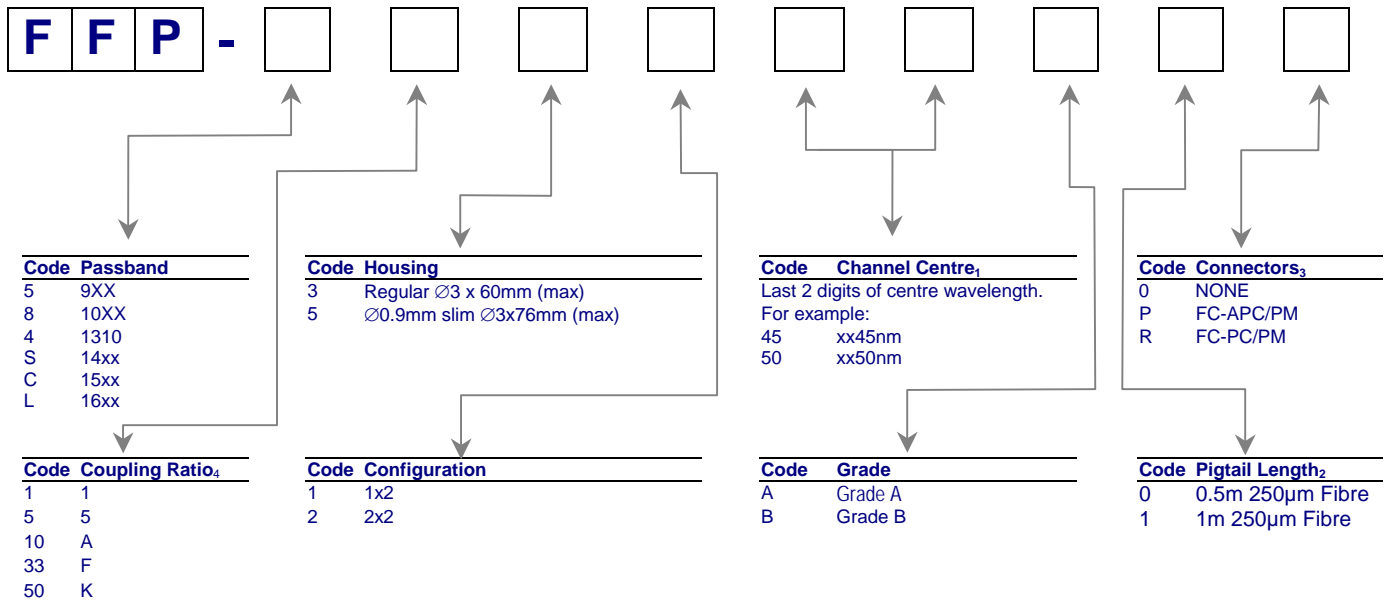 F F P -
Code Passband
5 9XX
8 10XX
4 1310
S 14xx
C 15xx
L 16xx
Code Housing
3 Regular ∅3 x 60mm (max)
5 ∅0.9mm slim ∅3x76mm (max)
Code Channel Centre₁
Last 2 digits of centre wavelength.
For example:
45 xx45nm
50 xx50nm
Code Connectors₃
0 NONE
P FC-APC/PM
R FC-PC/PM
Code Coupling Ratio₄
1 1
5 5
10 A
33 F
50 K
Code Configuration
1 1x2
2 2x2
Code Grade
A Grade A
B Grade B
Code Pigtail Length₂
0 0.5m 250µm Fibre
1 1m 250µm Fibre